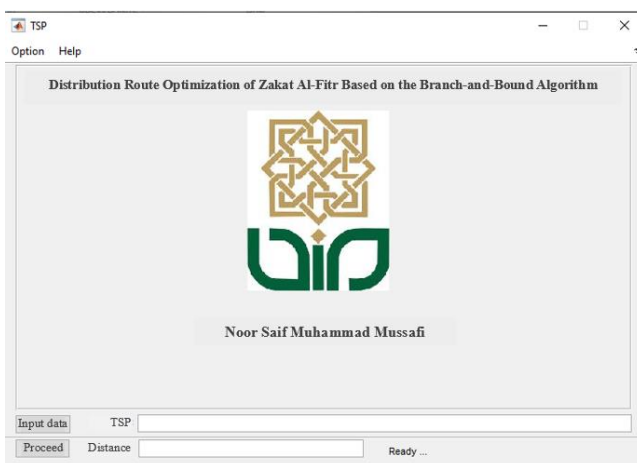 TSP
Option Help
Distribution Route Optimization of Zakat Al-Fitr Based on the Branch-and-Bound Algorithm
uin
Noor Saif Muhammad Mussafi
Input data TSP
Proceed Distance Ready ...